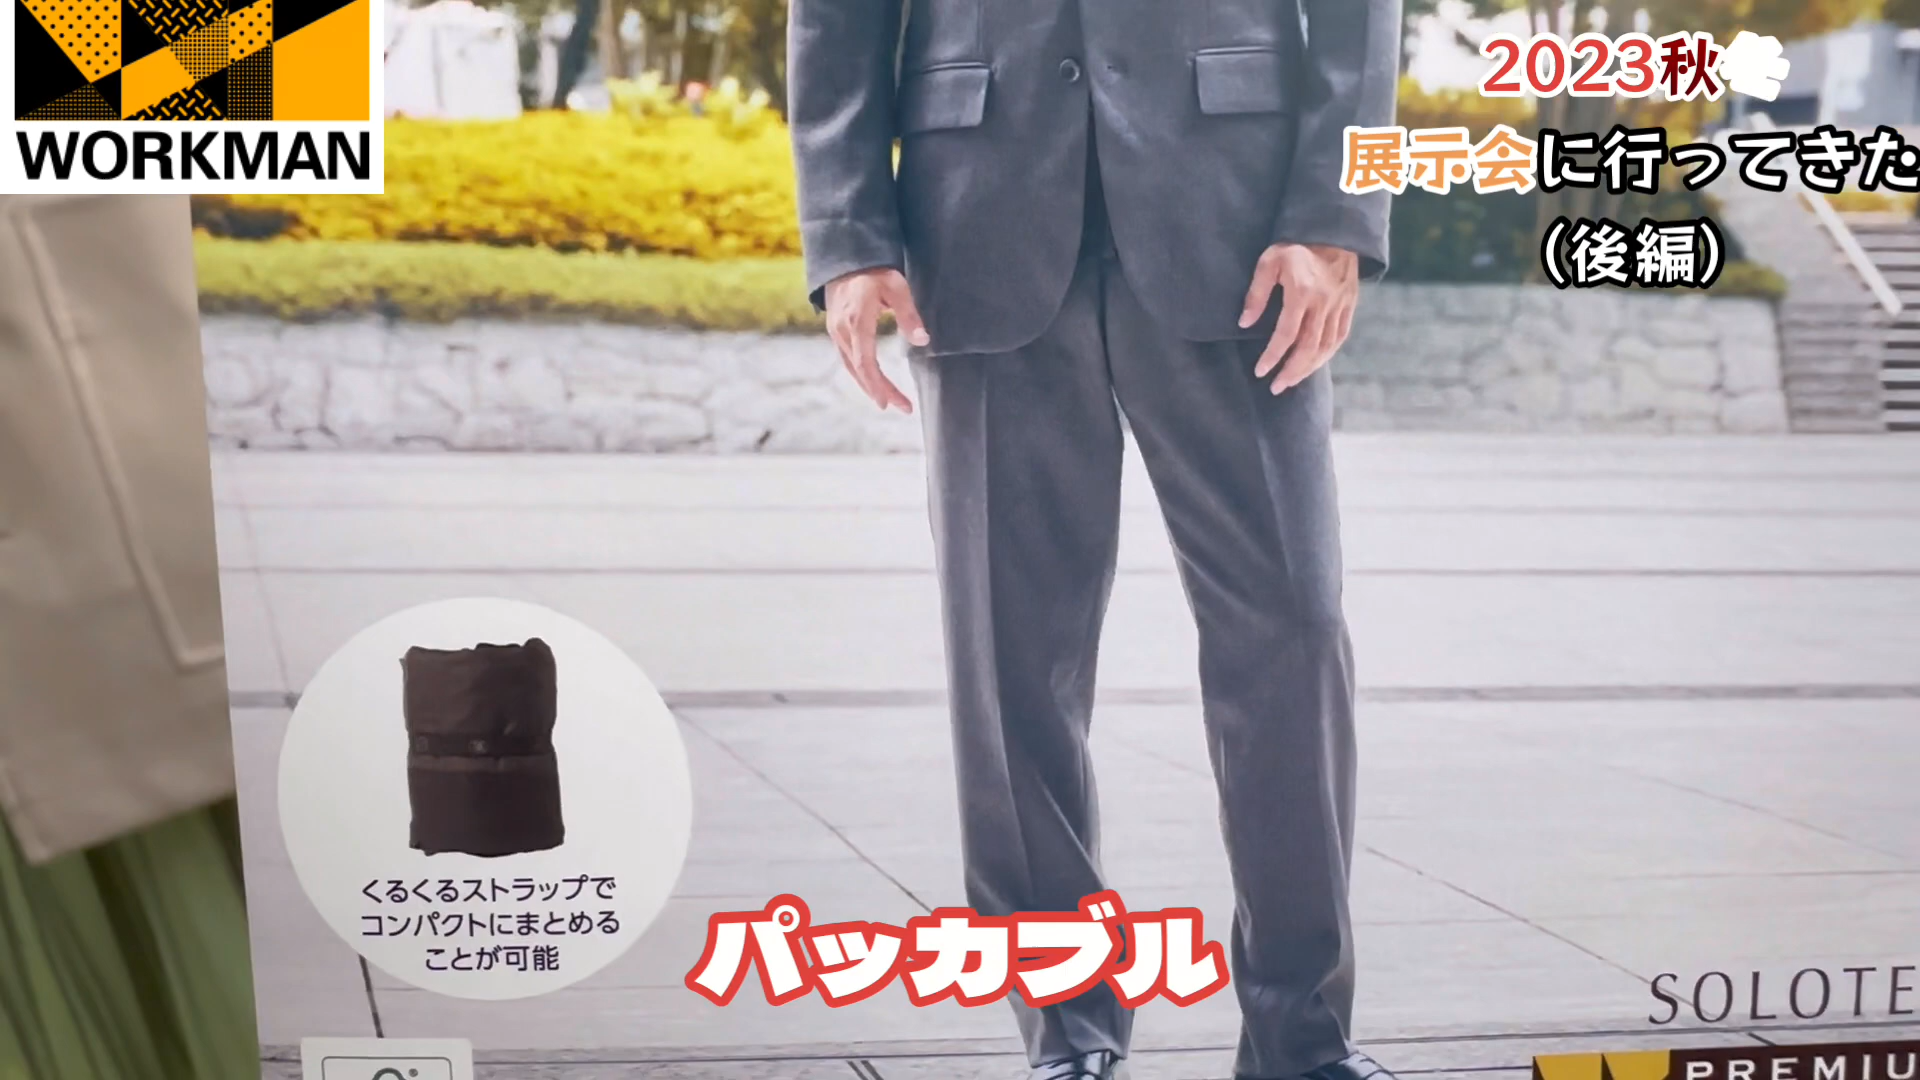 WORKMAN
2023秋冬
展示会に行ってきた
(後編)
くるくるストラップで
コンパクトにまとめる
ことが可能
パッカブル
SOLOTE
PREMIU